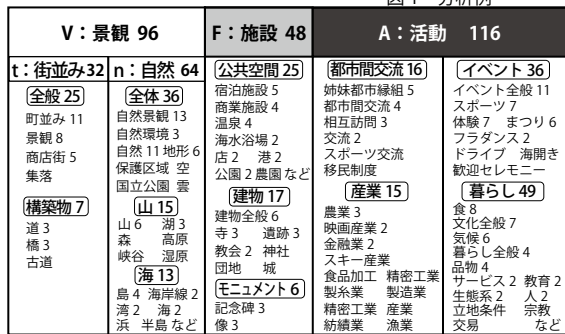 図1 分析例
V：景観 96
F：施設 48
A：活動 116
t：街並み32
全般 25
町並み 11
景観 8
商店街 5
集落
構築物 7
道 3
橋 3
古道
n：自然 64
全体 36
自然景観 13
自然環境 3
自然 11 地形 6
保護区域 空
国立公園 雲
山 15
山 6 湖 3
森 高原
峡谷 湿原
海 13
島 4 海岸線 2
湾 2 海 2
浜 半島 など
公共空間 25
宿泊施設 5
商業施設 4
温泉 4
海水浴場 2
店 2 港 2
公園 2 農園 など
建物 17
建物全般 6
寺 3 遺跡 3
教会 2 神社
団地 城
モニュメント 6
記念碑 3
像 3
都市間交流 16
姉妹都市縁組 5
都市間交流 4
相互訪問 3
交流 2
スポーツ交流
移民制度
産業 15
農業 3
映画産業 2
金融業 2
スキー産業
食品加工 精密工業
製糸業 製造業
精密工業 産業
紡績業 漁業
イベント 36
イベント全般 11
スポーツ 7
体験 7 まつり 6
フラダンス 2
ドライブ 海開き
歓迎セレモニー
暮らし 49
食 8
文化全般 7
気候 6
暮らし全般 4
品物 4
サービス 2 教育 2
生態系 2 人 2
立地条件 宗教
交易 など